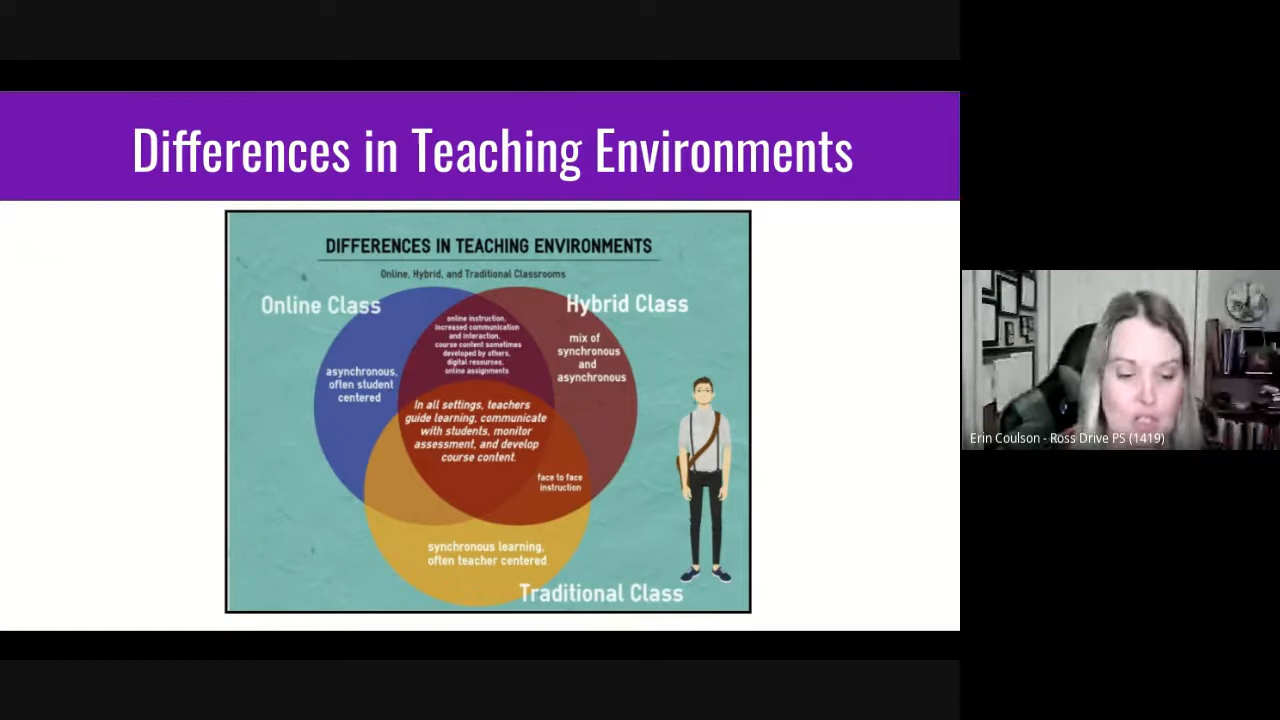 Differences in Teaching Environments
DIFFERENCES IN TEACHING ENVIRONMENTS
Online, Hybrid, and Traditional Classrooms
Online Class
Hybrid Class
online instruction,
increased communication
and interaction,
course content sometimes
developed by others,
digital resources,
online assignments
mix of
synchronous
and
asynchronous
asynchronous,
often student
centered
In all settings, teachers
guide learning, communicate
with students, monitor
assessment, and develop
course content.
face to face
instruction
synchronous learning,
often teacher centered
Traditional Class
Erin Coulson - Ross Drive PS (1419)